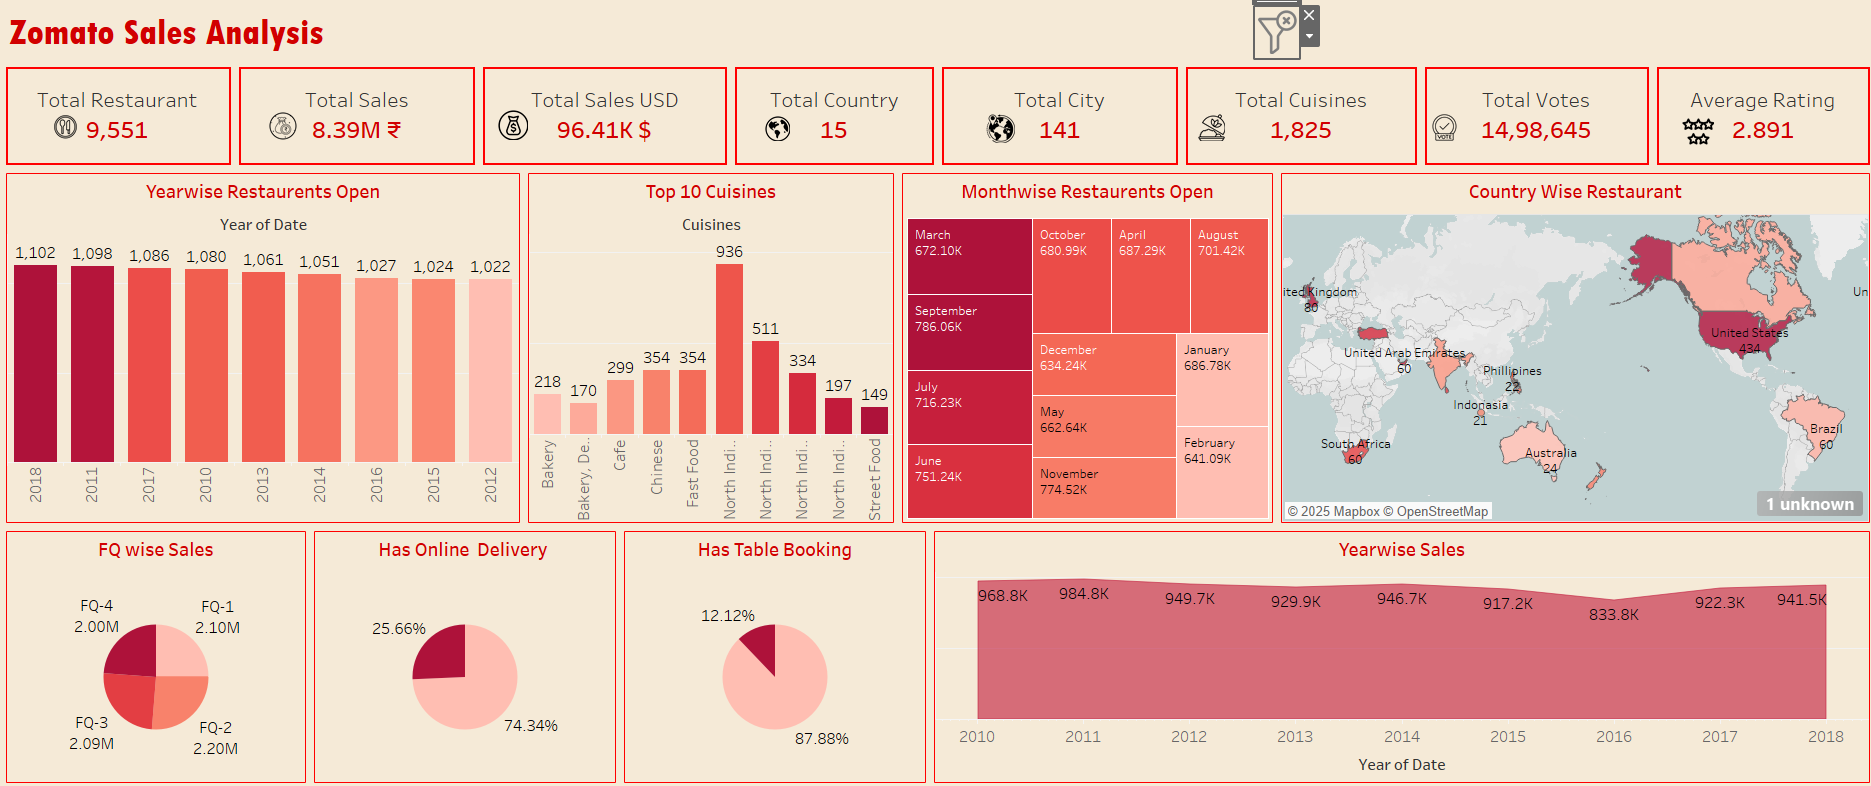 Zomato Sales Analysis
Total Restaurant
9,551
Total Sales
8.39M ₹
Total Sales USD
96.41K $
Total Country
15
Total City
141
Total Cuisines
1,825
VOTE
Total Votes
14,98,645
Average Rating
2.891
Yearwise Restaurents Open
Year of Date
1,102 1,098 1,086 1,080 1,061 1,051 1,027 1,024 1,022
2018 2011 2017 2010 2013 2014 2016 2015 2012
Top 10 Cuisines
Cuisines
218 170 299 354 354 936 511 334 197 149
Bakery
Bakery, De..
Cafe
Chinese
Fast Food
North Indi..
North Indi..
North Indi..
North Indi..
Street Food
Monthwise Restaurents Open
March
672.10K
September
786.06K
July
716.23K
June
751.24K
October
680.99K
April
687.29K
August
701.42K
December
634.24K
May
662.64K
November
774.52K
January
686.78K
February
641.09K
Country Wise Restaurant
ited Kingdom
80
Un
United States
434
United Arab Emirates
60
Phillipines
22
Indonasia
21
South Africa
60
Australia
24
Brazil
60
1 unknown
© 2025 Mapbox © OpenStreetMap
FQ wise Sales
FQ-4
2.00M
FQ-1
2.10M
FQ-3
2.09M
FQ-2
2.20M
Has Online  Delivery
25.66%
74.34%
Has Table Booking
12.12%
87.88%
Yearwise Sales
968.8K 984.8K 949.7K 929.9K 946.7K 917.2K 833.8K 922.3K 941.5K
2010 2011 2012 2013 2014 2015 2016 2017 2018
Year of Date